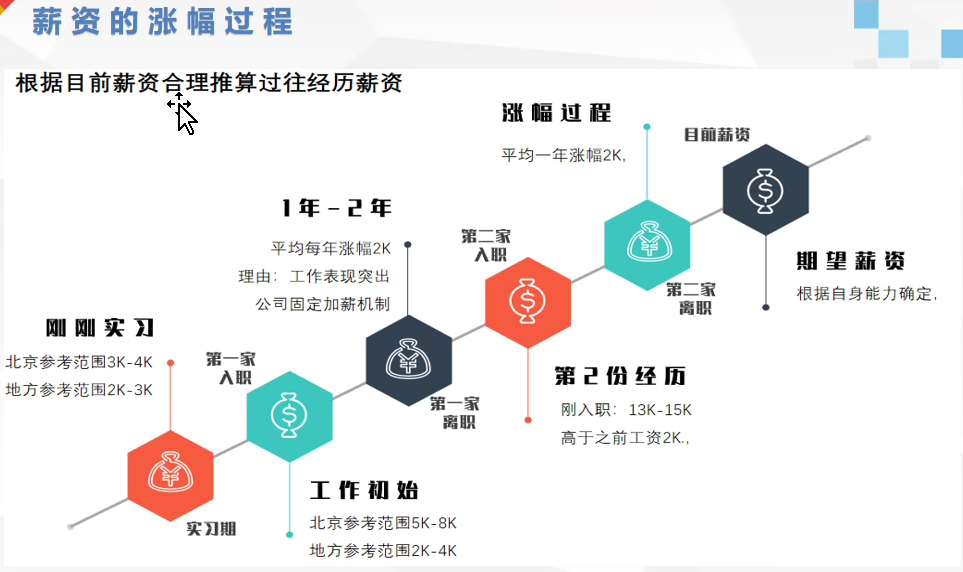 薪资的涨幅过程
根据目前薪资合理推算过往经历薪资
刚刚实习
北京参考范围3K-4K
地方参考范围2K-3K
实习期
第一家
入职
工作初始
北京参考范围5K-8K
地方参考范围2K-4K
1年-2年
平均每年涨幅2K
理由：工作表现突出
公司固定加薪机制
第一家
离职
第二家
入职
第2份经历
刚入职：13K-15K
高于之前工资2K.,
涨幅过程
平均一年涨幅2K,
第二家
离职
目前薪资
期望薪资
根据自身能力确定,